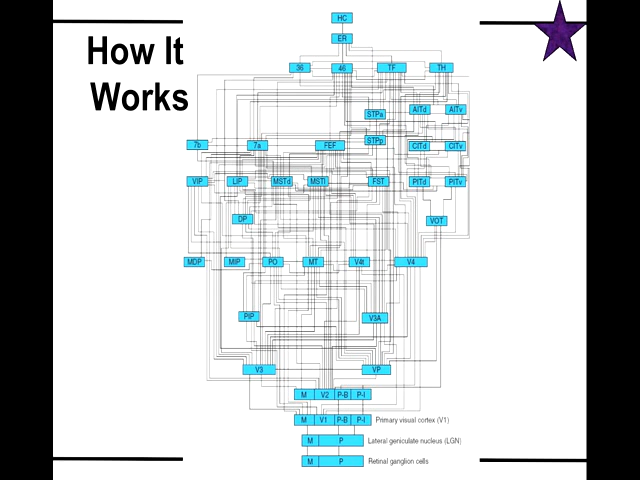 How It
Works
HC
ER
36 46 TF TH
STPa AITd AITv
7b 7a FEF STPp CITd CITv
VIP LIP MSTd MSTl FST PITd PITv
DP VOT
MDP MIP PO MT V4t V4
PIP V3A
V3 VP
M V2 P-B P-I
M V1 P-B P-I Primary visual cortex (V1)
M P Lateral geniculate nucleus (LGN)
M P Retinal ganglion cells